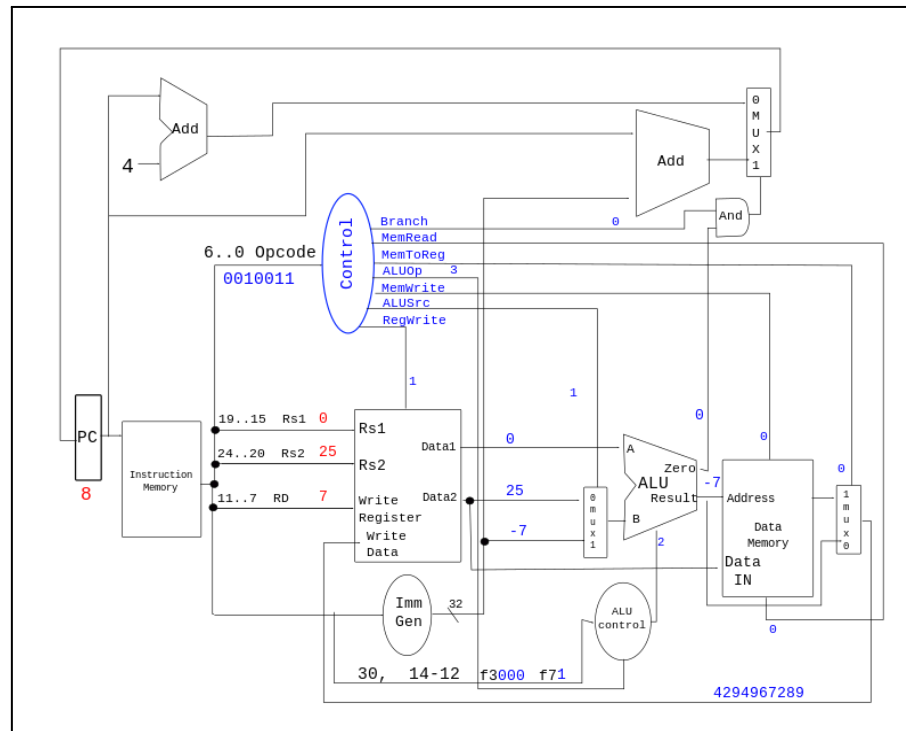 0
M
U
X
1
Add
4
Add
And
Branch
0
MemRead
MemToReg
ALUOp 3
MemWrite
ALUSrc
RegWrite
Control
6..0 Opcode
0010011
1
1
0
0
0
PC
8
Instruction
Memory
19..15 Rs1 0
24..20 Rs2 25
11..7 RD 7
Rs1
Rs2
Write
Register
Write
Data
Data1
Data2
0
25
-7
0
m
u
x
1
A
B
ALU
Zero
Result
-7
2
Address
Data
Memory
Data
IN
1
m
u
x
0
0
Imm
Gen
32
ALU
control
30, 14-12 f3000 f71
4294967289